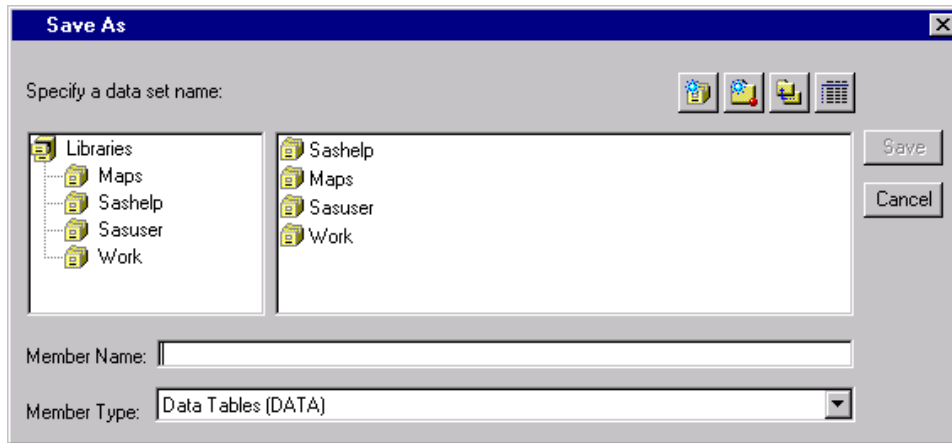 Save As
Specify a data set name:
Libraries
Maps
Sashelp
Sasuser
Work
Sashelp
Maps
Sasuser
Work
Save
Cancel
Member Name:
Member Type: Data Tables (DATA)